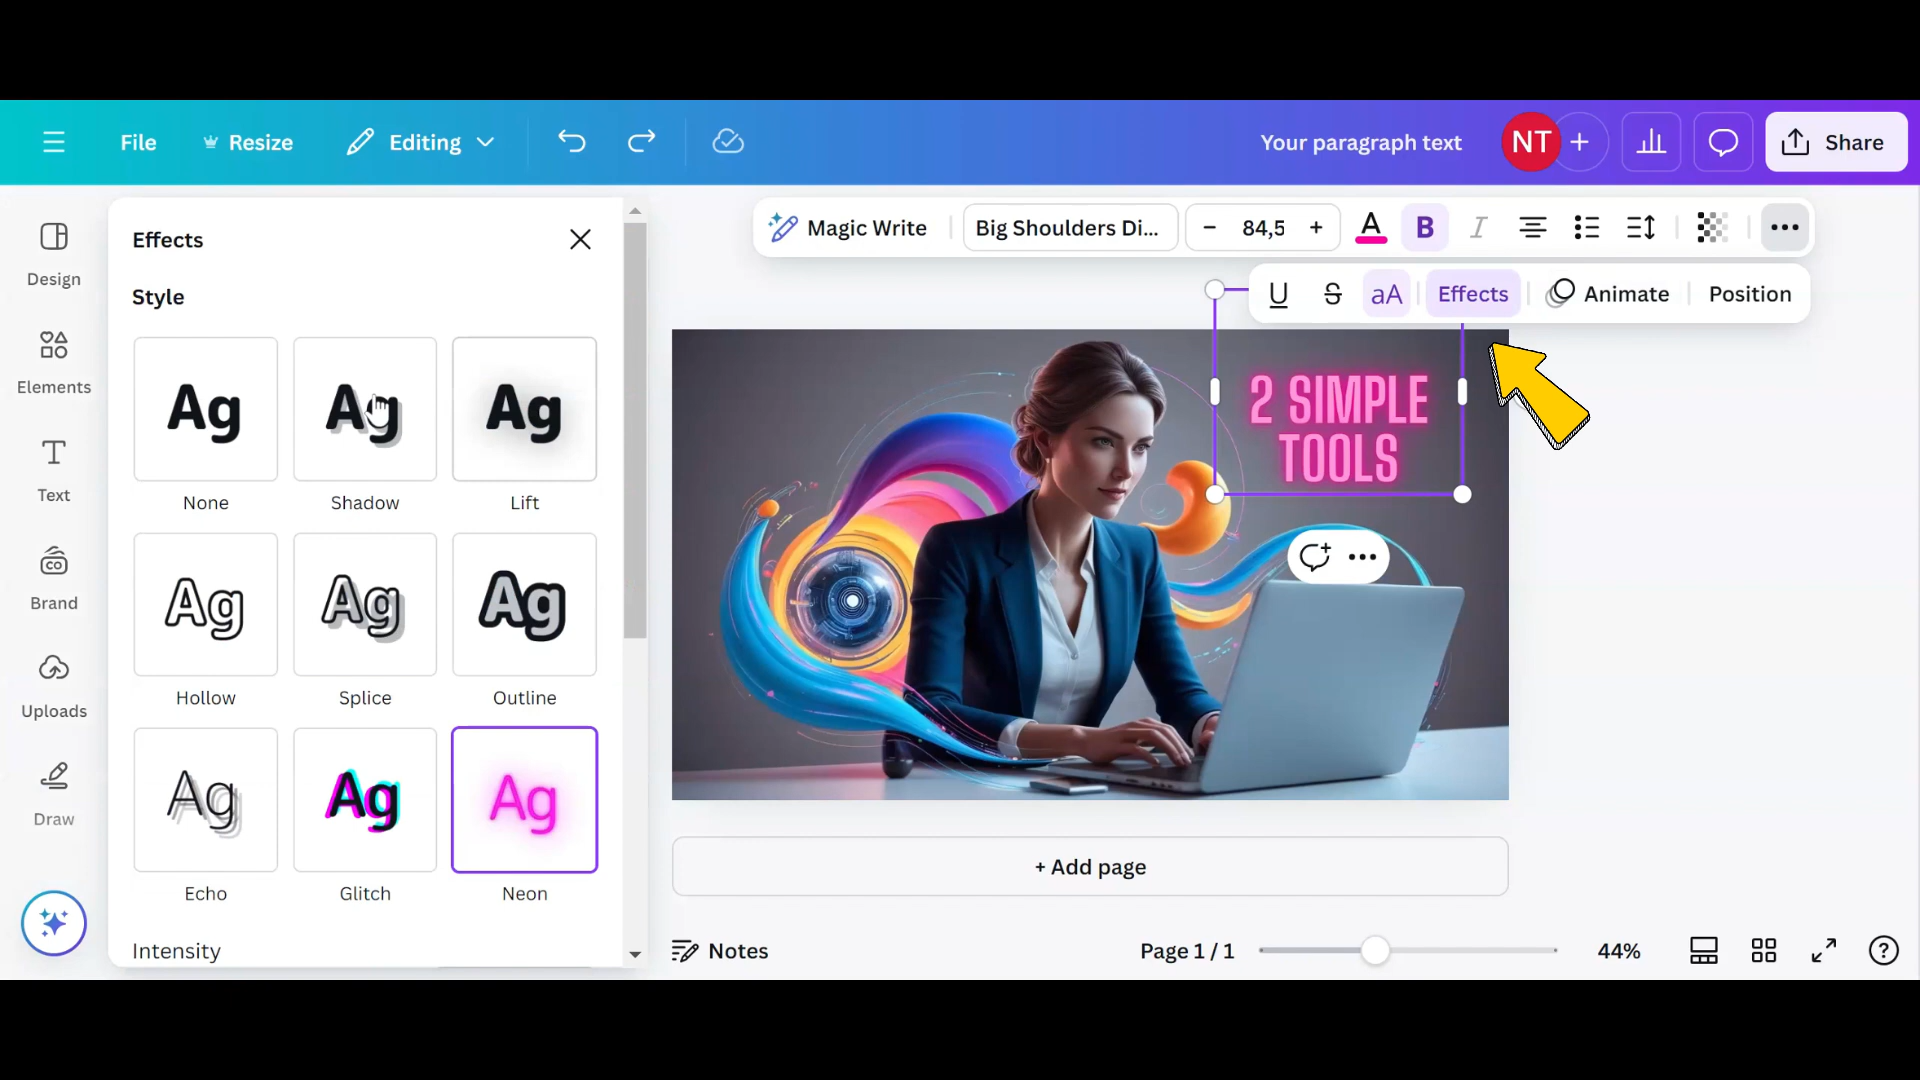 File
Resize
Editing
Your paragraph text
NT
+
Share
Design
Elements
Text
CO
Brand
Uploads
Draw
Effects
Style
Ag
None
Ag
Shadow
Ag
Lift
Ag
Hollow
Ag
Splice
Ag
Outline
Ag
Echo
Ag
Glitch
Ag
Neon
Intensity
Magic Write
Big Shoulders Di...
– 84,5 +
A B I
U S aA Effects Animate Position
2 SIMPLE
TOOLS
+ Add page
Notes
Page 1 / 1
44%
?